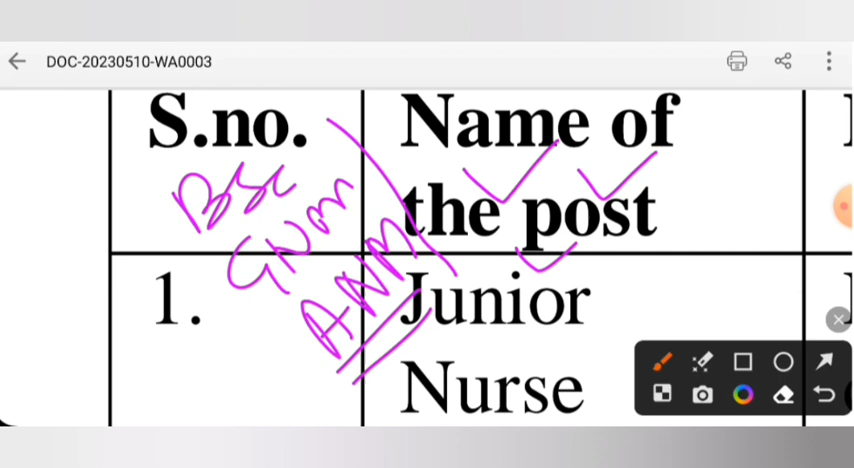 DOC-20230510-WA0003
S.no.
Name of
the post
BSC
GNM
ANM
1.
Junior
Nurse